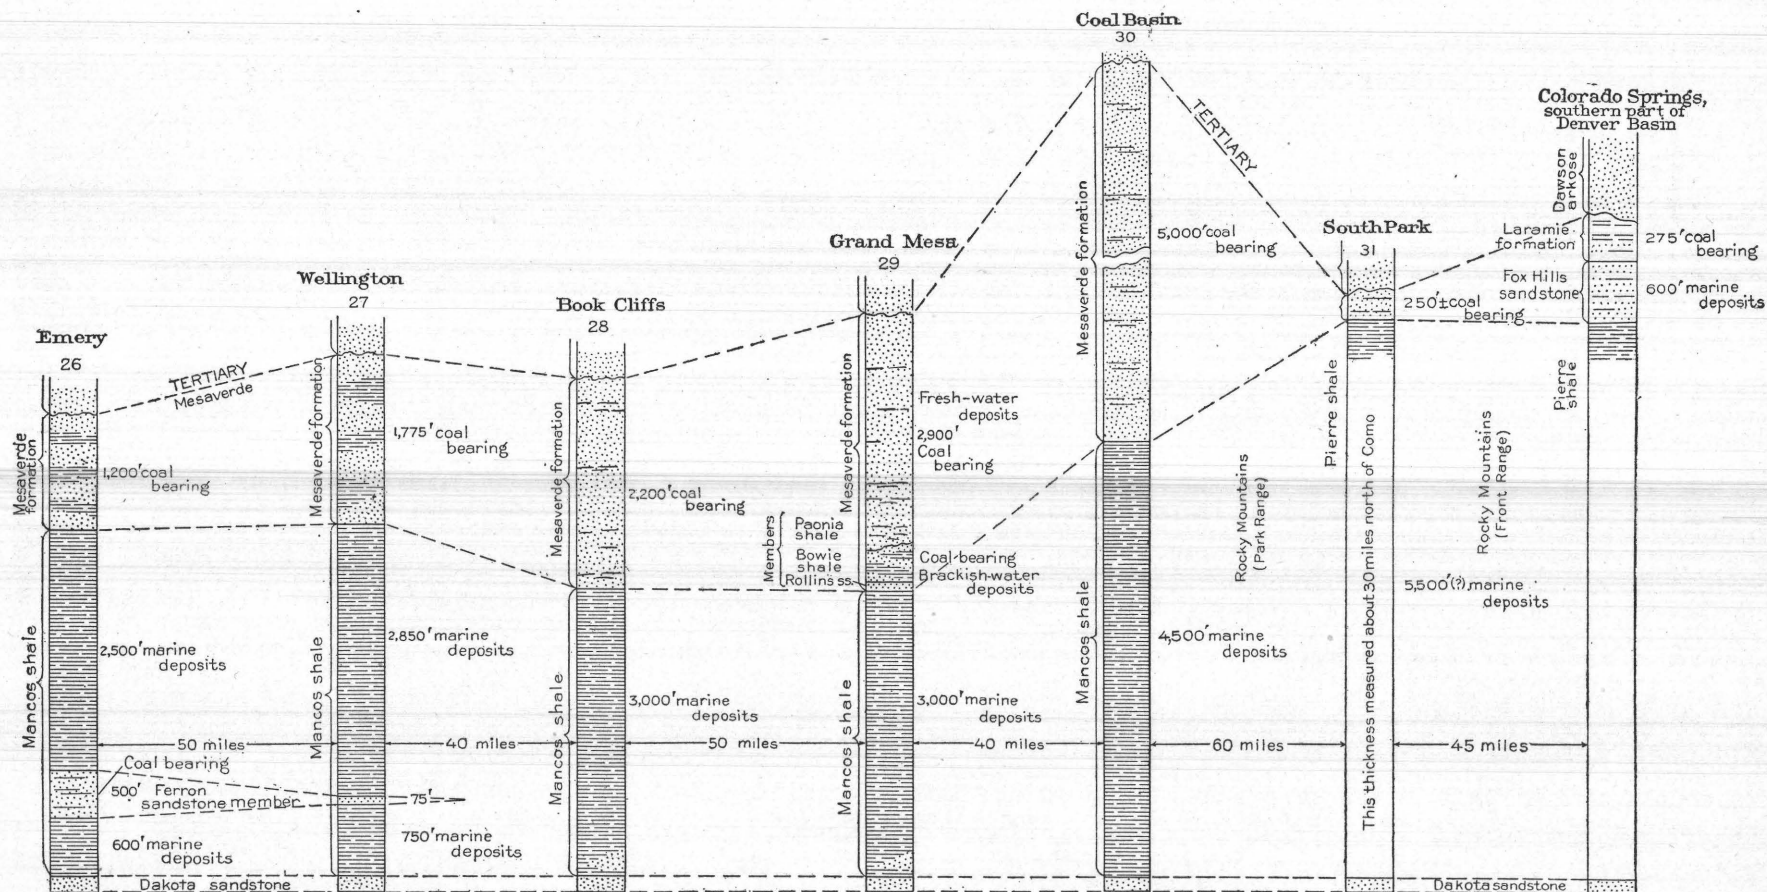 Emery
26
TERTIARY
Mesaverde
Mesaverde
formation
1,200' coal
bearing
Mancos shale
2,500' marine
deposits
50 miles
Coal bearing
500'
Ferron
sandstone member
600' marine
deposits
Dakota sandstone
Wellington
27
Mesaverde formation
1,775' coal
bearing
Mancos shale
2,850' marine
deposits
40 miles
75'
750' marine
deposits
Book Cliffs
28
Mesaverde formation
2,200' coal
bearing
Mancos shale
3,000' marine
deposits
50 miles
Grand Mesa
29
Mesaverde formation
Fresh-water
deposits
2,900'
Coal
bearing
Members
Paonia
shale
Bowie
shale
Rollins ss.
Coal-bearing
Brackish-water
deposits
Mancos shale
3,000' marine
deposits
40 miles
Coal Basin
30
Mesaverde formation
5,000' coal
bearing
TERTIARY
Mancos shale
4,500' marine
deposits
Rocky Mountains
(Park Range)
60 miles
South Park
31
250'± coal
bearing
Pierre shale
This thickness measured about 30 miles north of Como
5,500'(?) marine
deposits
Rocky Mountains
(Front Range)
45 miles
Colorado Springs,
southern part of
Denver Basin
Dawson
arkose
Laramie
formation
275' coal
bearing
Fox Hills
sandstone
600' marine
deposits
Pierre
shale
Dakota sandstone